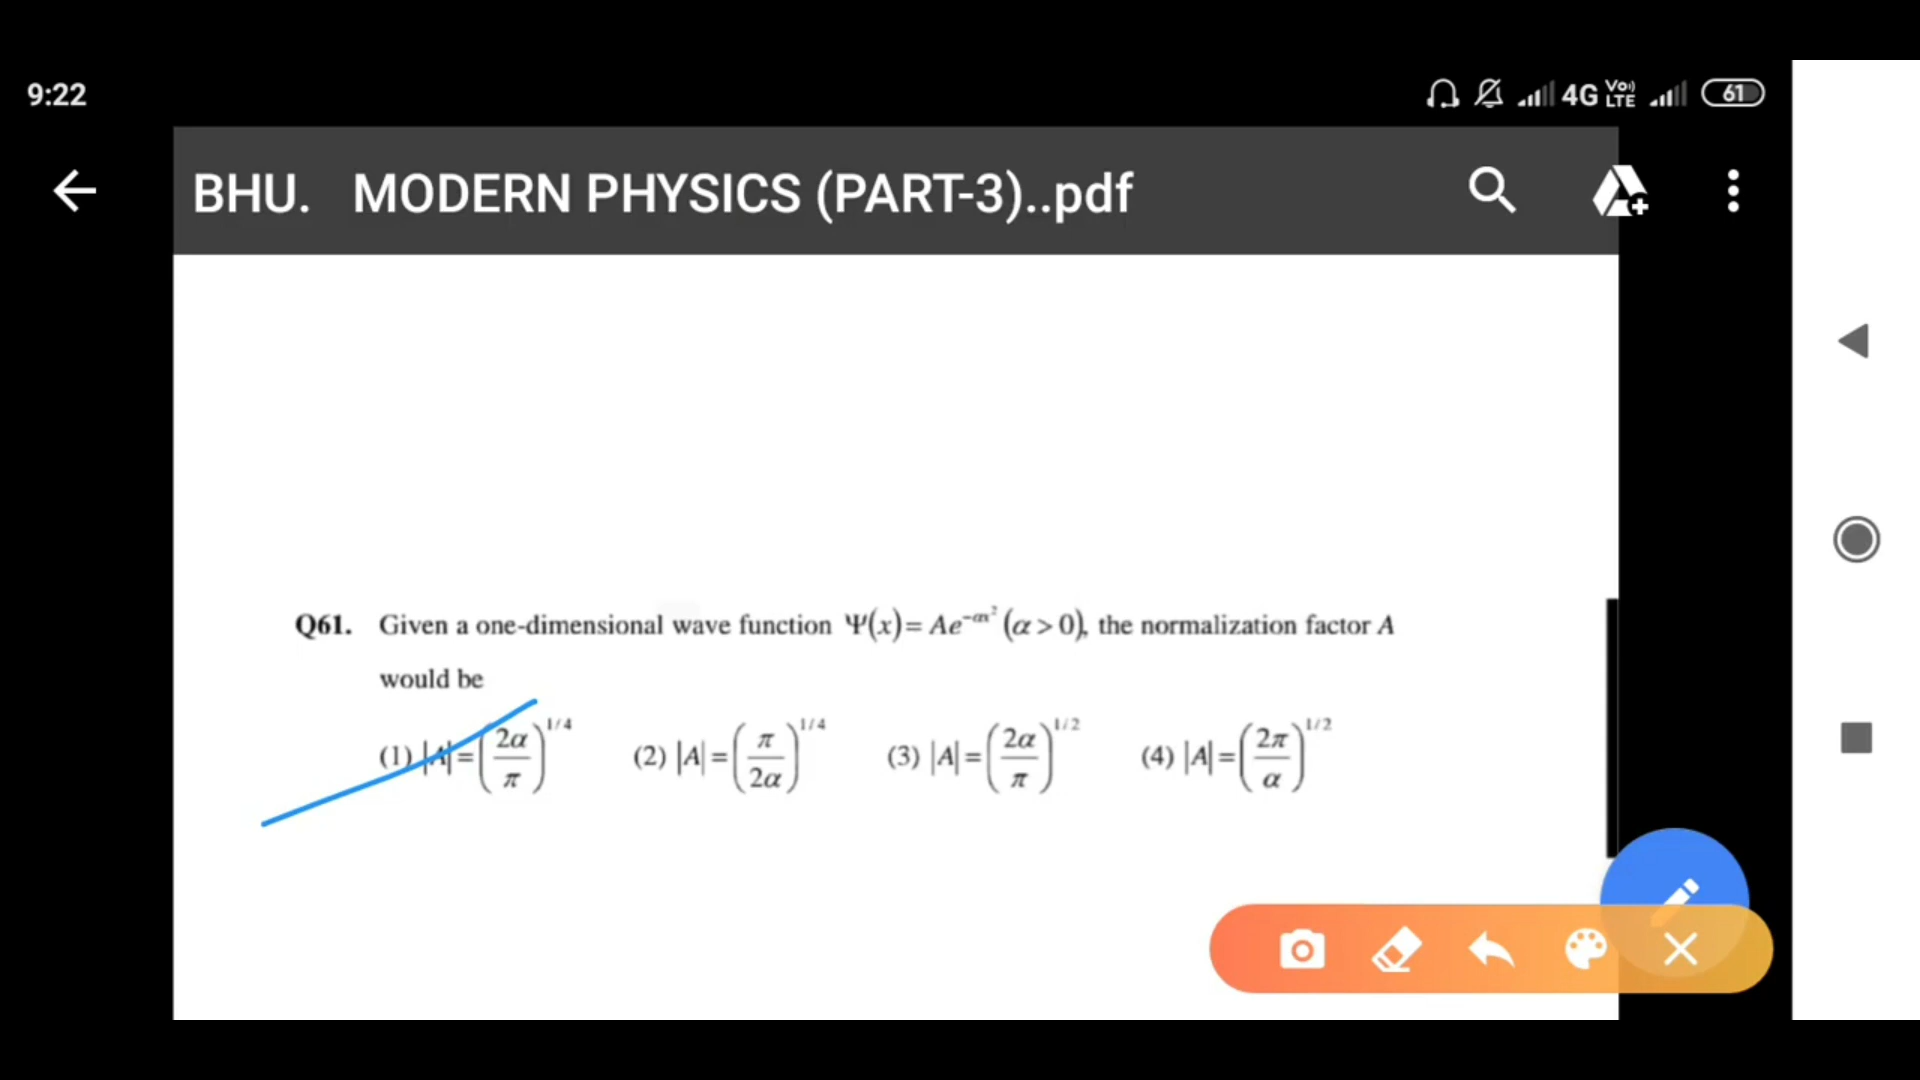 9:22
4G Vo) LTE 61
BHU. MODERN PHYSICS (PART-3)..pdf
Q61. Given a one-dimensional wave function Ψ(x)= Ae^{-αx²} (α > 0), the normalization factor A
would be
(1) |A| = (2α/π)^{1/4} (2) |A| = (π/2α)^{1/4} (3) |A| = (2α/π)^{1/2} (4) |A| = (2π/α)^{1/2}